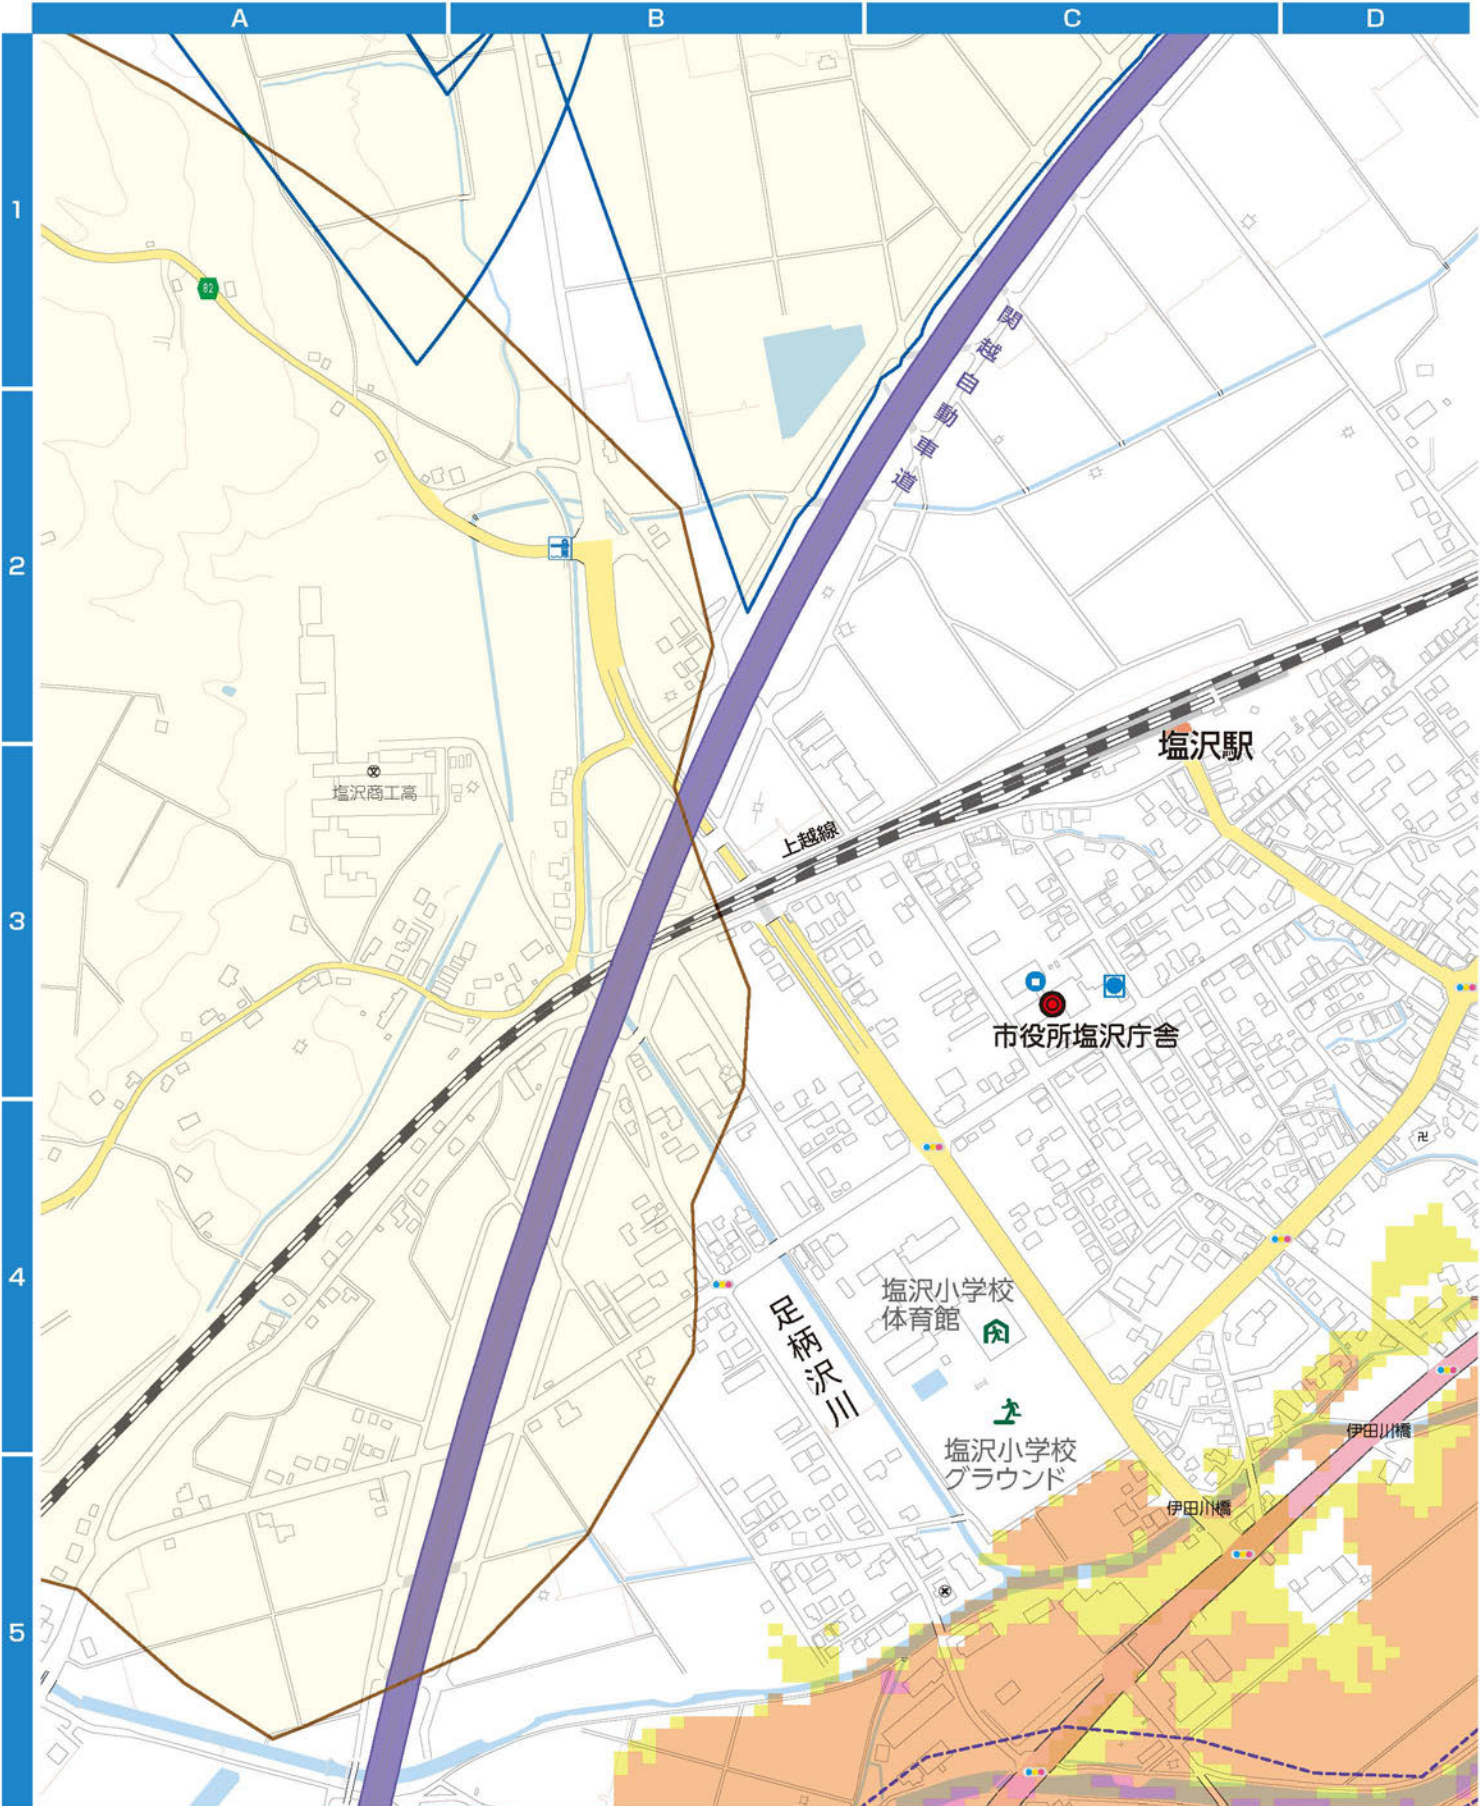 A
B
C
D
1
2
3
4
5
82
関越自動車道
塩沢駅
塩沢商工高
上越線
市役所塩沢庁舎
塩沢小学校
体育館
足柄沢川
塩沢小学校
グラウンド
伊田川橋
伊田川橋